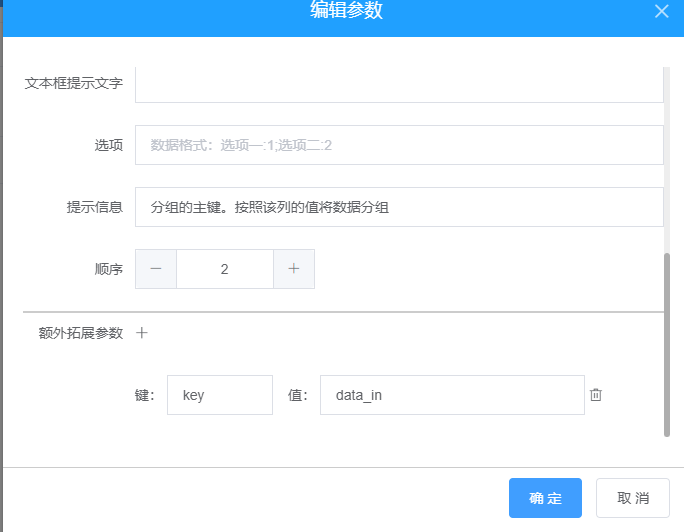 编辑参数
文本框提示文字
选项 数据格式：选项一:1;选项二:2
提示信息 分组的主键。按照该列的值将数据分组
顺序 2
额外拓展参数
键： key 值： data_in
确 定 取 消